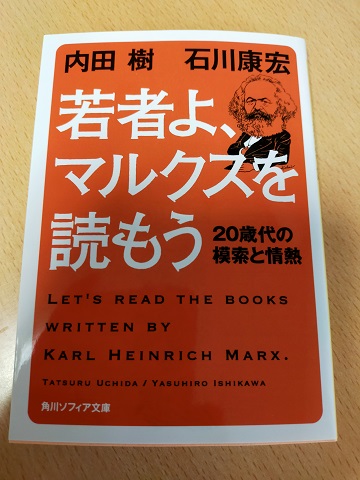 内田 樹 石川康宏
若者よ、
マルクスを
読もう
20歳代の
模索と情熱
LET'S READ THE BOOKS
WRITTEN BY
KARL HEINRICH MARX.
TATSURU UCHIDA / YASUHIRO ISHIKAWA
角川ソフィア文庫